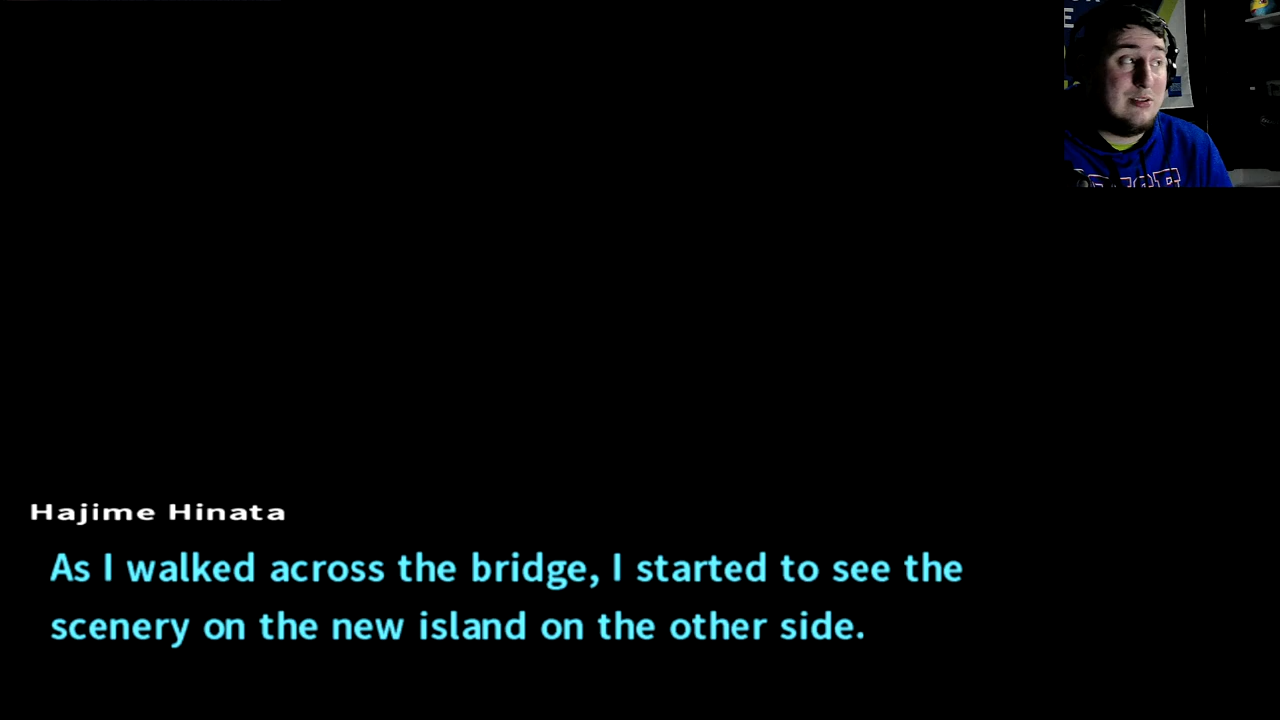 Hajime Hinata
As I walked across the bridge, I started to see the
scenery on the new island on the other side.